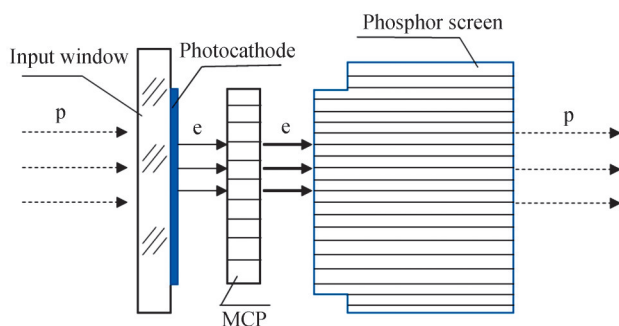 Phosphor screen
Input window
Photocathode
p
e
e
p
MCP